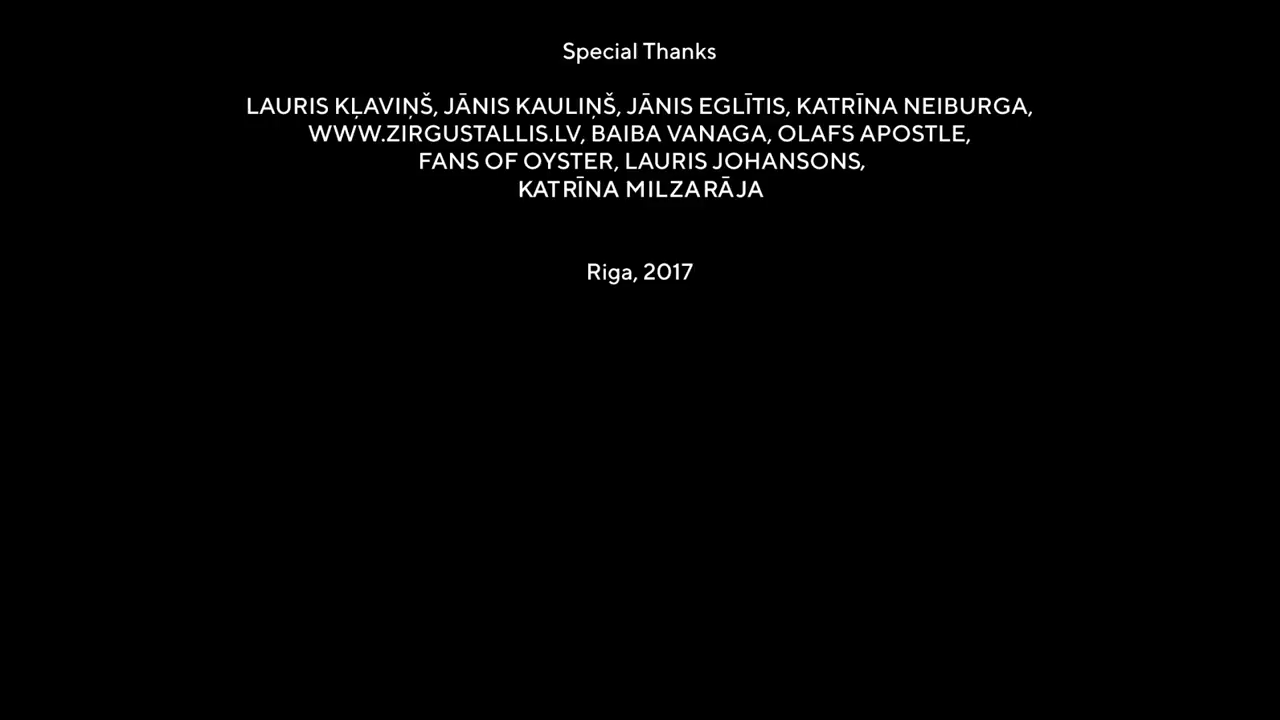 Special Thanks
LAURIS KĻAVIŅŠ, JĀNIS KAULIŅŠ, JĀNIS EGLĪTIS, KATRĪNA NEIBURGA,
WWW.ZIRGUSTALLIS.LV, BAIBA VANAGA, OLAFS APOSTLE,
FANS OF OYSTER, LAURIS JOHANSONS,
KATRĪNA MILZARĀJA
Riga, 2017